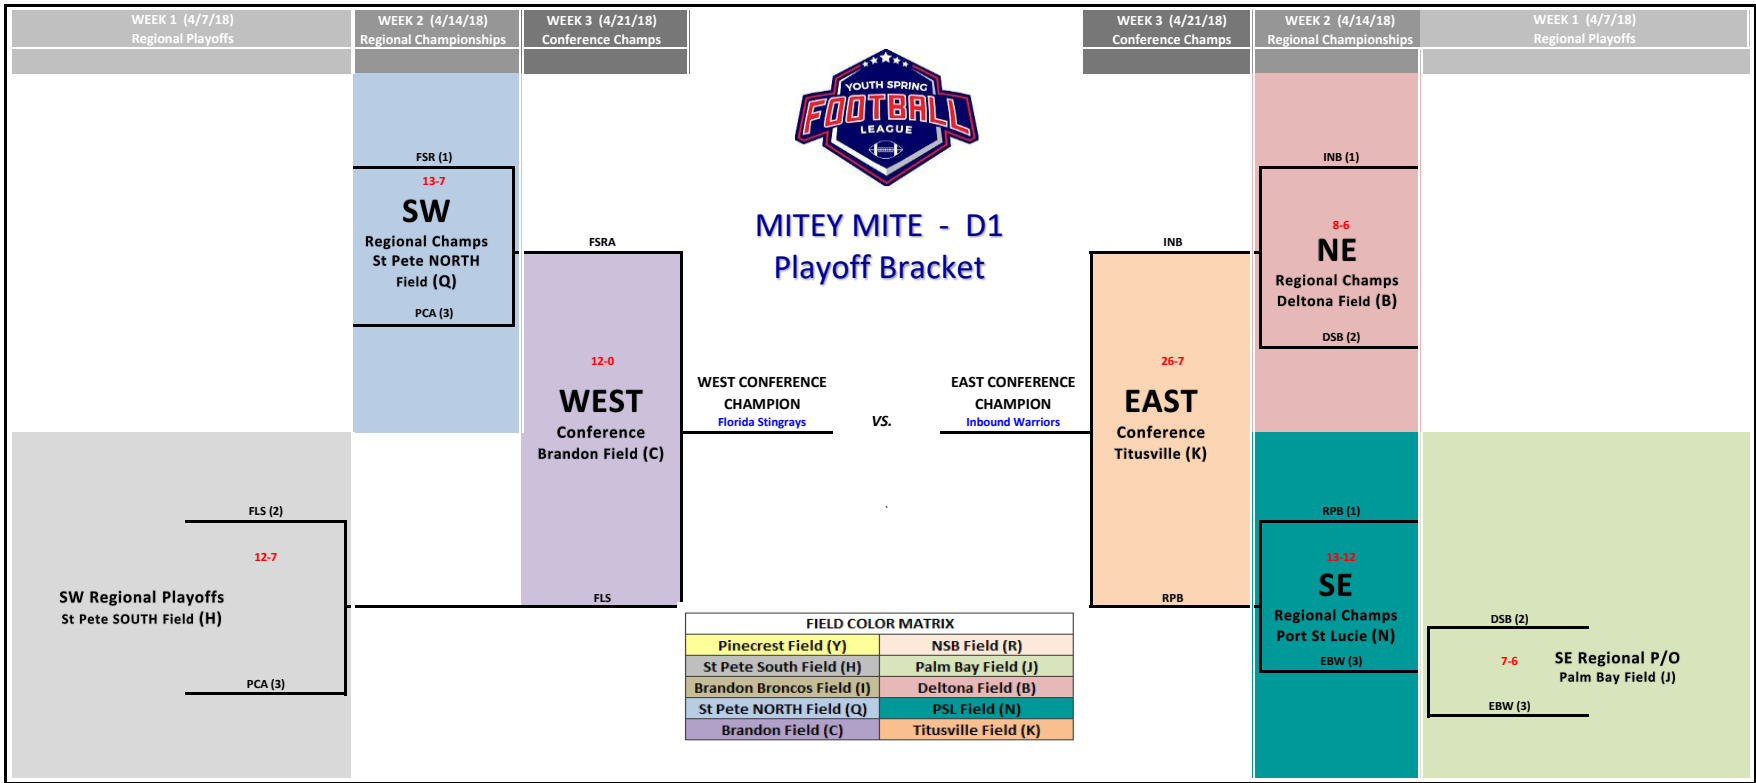 WEEK 1 (4/7/18)
Regional Playoffs
WEEK 2 (4/14/18)
Regional Championships
WEEK 3 (4/21/18)
Conference Champs
WEEK 3 (4/21/18)
Conference Champs
WEEK 2 (4/14/18)
Regional Championships
WEEK 1 (4/7/18)
Regional Playoffs
YOUTH SPRING
FOOTBALL
LEAGUE
MITEY MITE - D1
Playoff Bracket
FSR (1)
13-7
SW
Regional Champs
St Pete NORTH
Field (Q)
PCA (3)
FLS (2)
12-7
SW Regional Playoffs
St Pete SOUTH Field (H)
PCA (3)
FSRA
12-0
WEST
Conference
Brandon Field (C)
FLS
WEST CONFERENCE
CHAMPION
Florida Stingrays
VS.
EAST CONFERENCE
CHAMPION
Inbound Warriors
`
INB
26-7
EAST
Conference
Titusville (K)
RPB
INB (1)
8-6
NE
Regional Champs
Deltona Field (B)
DSB (2)
RPB (1)
13-12
SE
Regional Champs
Port St Lucie (N)
EBW (3)
DSB (2)
7-6
SE Regional P/O
Palm Bay Field (J)
EBW (3)
FIELD COLOR MATRIX
Pinecrest Field (Y) NSB Field (R)
St Pete South Field (H) Palm Bay Field (J)
Brandon Broncos Field (I) Deltona Field (B)
St Pete NORTH Field (Q) PSL Field (N)
Brandon Field (C) Titusville Field (K)